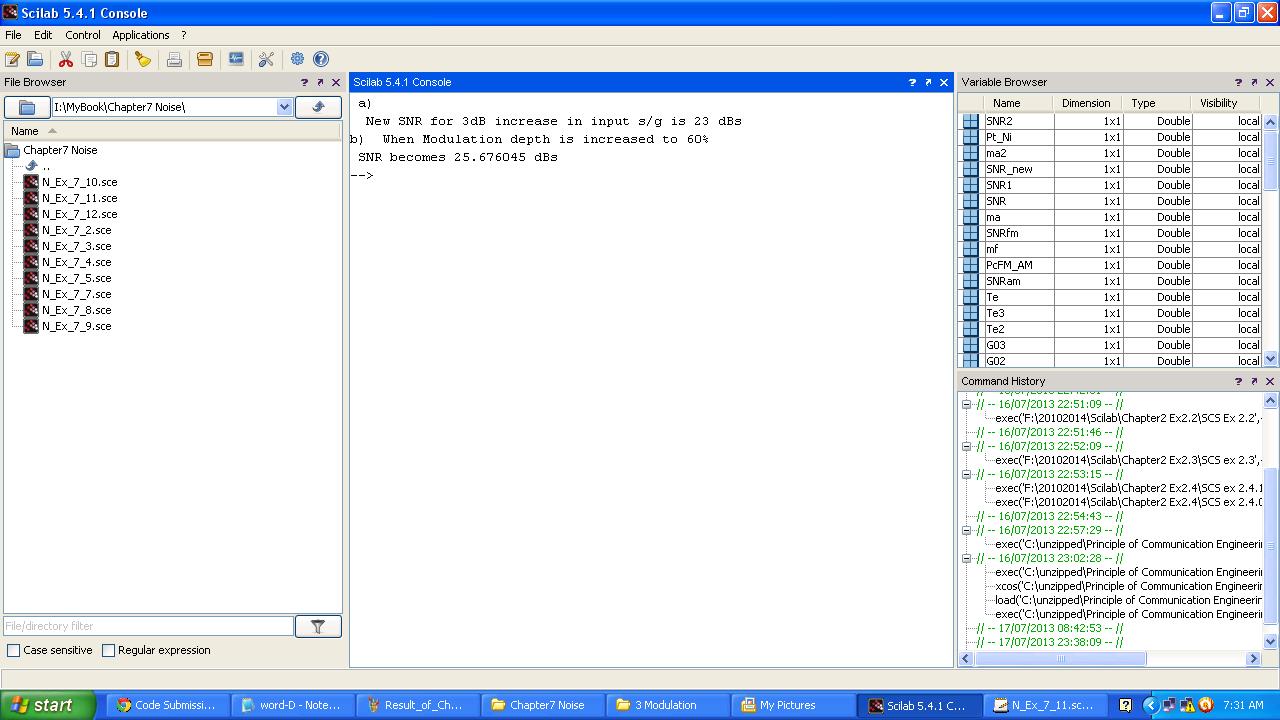 Scilab 5.4.1 Console
File Edit Control Applications ?
File Browser ? 
I:\MyBook\Chapter7 Noise\
Name
Chapter7 Noise
..
N_Ex_7_10.sce
N_Ex_7_11.sce
N_Ex_7_12.sce
N_Ex_7_2.sce
N_Ex_7_3.sce
N_Ex_7_4.sce
N_Ex_7_5.sce
N_Ex_7_7.sce
N_Ex_7_8.sce
N_Ex_7_9.sce
File/directory filter
Case sensitive Regular expression
Scilab 5.4.1 Console ?
a)
New SNR for 3dB increase in input s/g is 23 dBs
b) When Modulation depth is increased to 60%
SNR becomes 25.676045 dBs
-->
Variable Browser ?
Name Dimension Type Visibility
SNR2 1x1 Double local
Pt_Ni 1x1 Double local
ma2 1x1 Double local
SNR_new 1x1 Double local
SNR1 1x1 Double local
SNR 1x1 Double local
ma 1x1 Double local
SNRfm 1x1 Double local
mf 1x1 Double local
PcFM_AM 1x1 Double local
SNRam 1x1 Double local
Te 1x1 Double local
Te3 1x1 Double local
Te2 1x1 Double local
G03 1x1 Double local
G02 1x1 Double local
Command History ?
// -- 16/07/2013 22:51:09 -- //
exec('F:\20102014\Scilab\Chapter2 Ex2.2\SCS Ex 2.2',
// -- 16/07/2013 22:51:46 -- //
// -- 16/07/2013 22:52:09 -- //
exec('F:\20102014\Scilab\Chapter2 Ex2.3\SCS ex 2.3',
// -- 16/07/2013 22:53:15 -- //
exec('F:\20102014\Scilab\Chapter2 Ex2.4\SCS ex 2.4.1
exec('F:\20102014\Scilab\Chapter2 Ex2.4\SCS ex 2.4.0
// -- 16/07/2013 22:54:43 -- //
// -- 16/07/2013 22:57:29 -- //
exec('C:\unzipped\Principle of Communication Engineeri
// -- 16/07/2013 23:02:28 -- //
exec('C:\unzipped\Principle of Communication Engineeri
xcos('C:\unzipped\Principle of Communication Engineeri
load('C:\unzipped\Principle of Communication Engineeri
exec('C:\unzipped\Principle of Communication Engineeri
// -- 17/07/2013 08:42:53 -- //
// -- 17/07/2013 23:38:09 -- //
start Code Submissi... word-D - Note... Result_of_Ch... Chapter7 Noise 3 Modulation My Pictures Scilab 5.4.1 C... N_Ex_7_11.sc... ? 7:31 AM